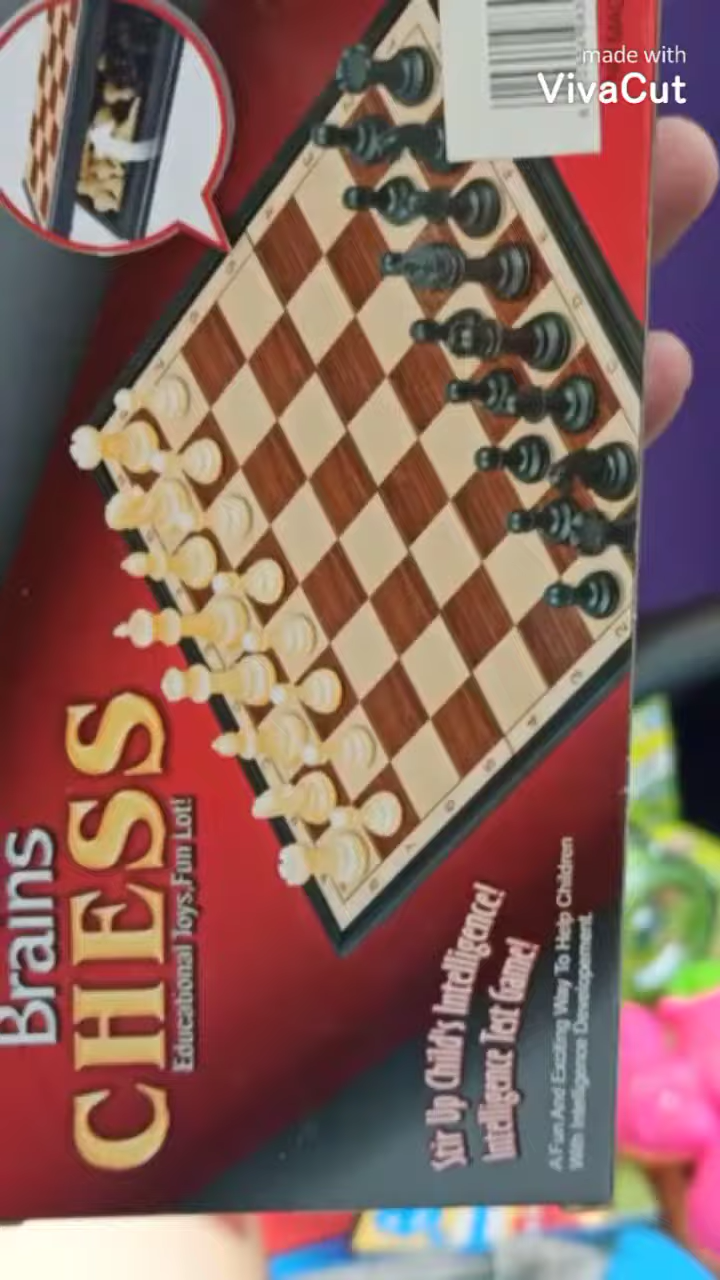 made with
VivaCut
Brains
CHESS
Educational Toys,Fun Lot!
Stir Up Child's Intelligence!
Intelligence Test Game!
A Fun And Exciting Way To Help Children
With Intelligence Developement.